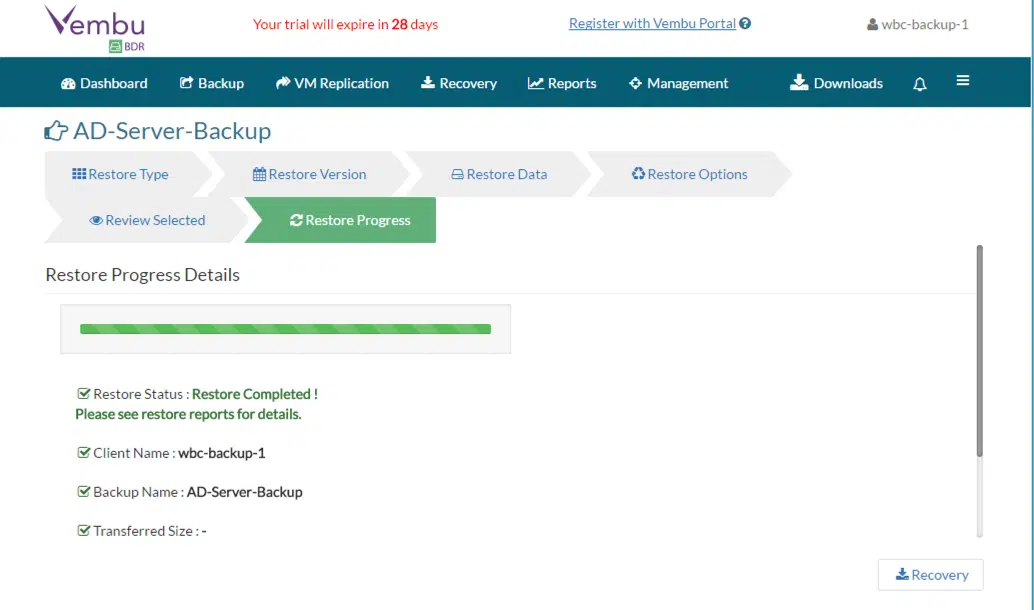 Vembu
BDR
Your trial will expire in 28 days
Register with Vembu Portal
wbc-backup-1
Dashboard Backup VM Replication Recovery Reports Management Downloads
AD-Server-Backup
Restore Type Restore Version Restore Data Restore Options
Review Selected Restore Progress
Restore Progress Details
Restore Status : Restore Completed !
Please see restore reports for details.
Client Name : wbc-backup-1
Backup Name : AD-Server-Backup
Transferred Size : -
Recovery